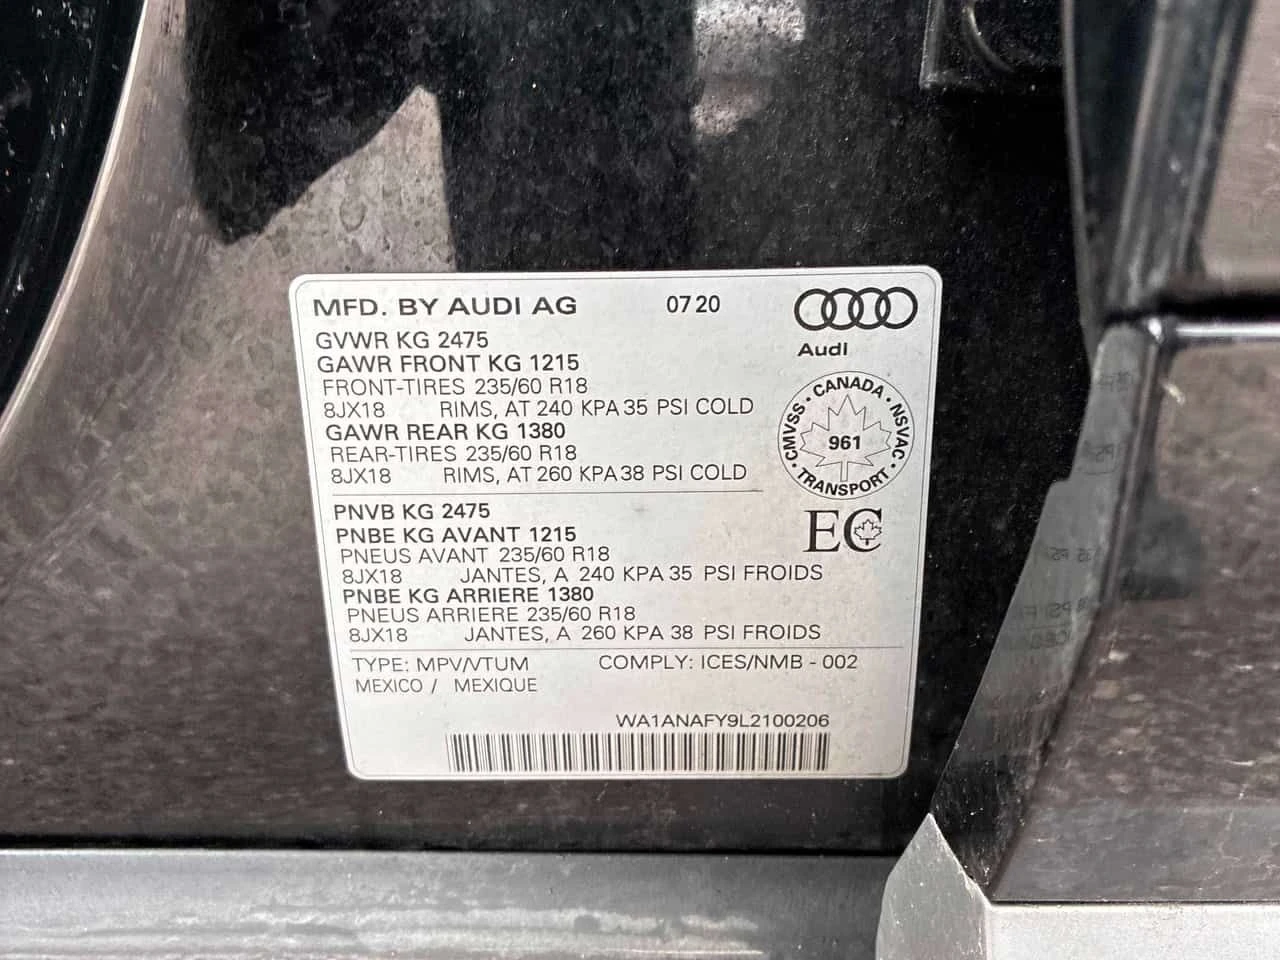 MFD. BY AUDI AG 0720
Audi
GVWR KG 2475
GAWR FRONT KG 1215
FRONT-TIRES 235/60 R18
8JX18 RIMS, AT 240 KPA 35 PSI COLD
GAWR REAR KG 1380
REAR-TIRES 235/60 R18
8JX18 RIMS, AT 260 KPA 38 PSI COLD
CANADA · NSVAC · TRANSPORT · CMVSS ·
961
EC
PNVB KG 2475
PNBE KG AVANT 1215
PNEUS AVANT 235/60 R18
8JX18 JANTES, A 240 KPA 35 PSI FROIDS
PNBE KG ARRIERE 1380
PNEUS ARRIERE 235/60 R18
8JX18 JANTES, A 260 KPA 38 PSI FROIDS
TYPE: MPV/VTUM COMPLY: ICES/NMB - 002
MEXICO / MEXIQUE
WA1ANAFY9L2100206